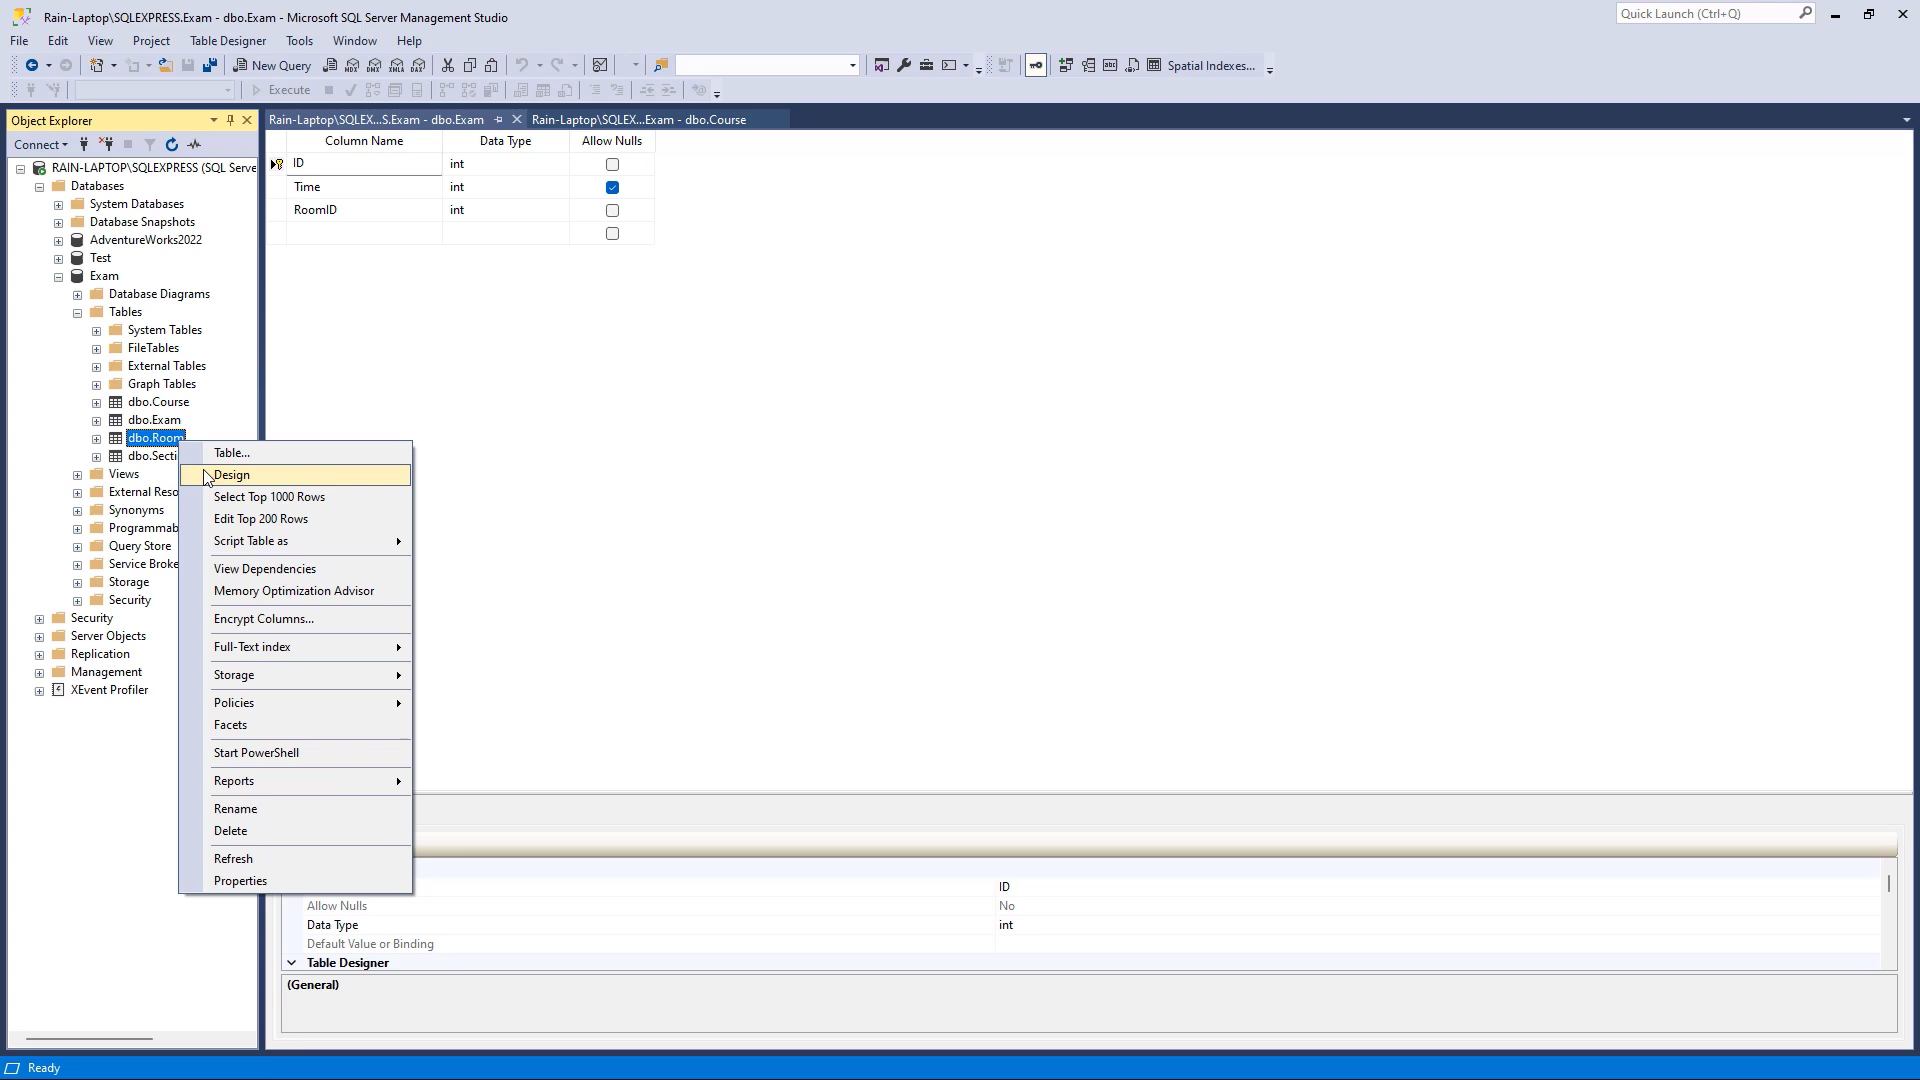 Rain-Laptop\SQLEXPRESS.Exam - dbo.Exam - Microsoft SQL Server Management Studio
Quick Launch (Ctrl+Q)
File Edit View Project Table Designer Tools Window Help
New Query
MDX DMX XMLA DAX
Spatial Indexes...
Execute
Object Explorer
Connect
RAIN-LAPTOP\SQLEXPRESS (SQL Serve
Databases
System Databases
Database Snapshots
AdventureWorks2022
Test
Exam
Database Diagrams
Tables
System Tables
FileTables
External Tables
Graph Tables
dbo.Course
dbo.Exam
dbo.Room
dbo.Secti
Views
External Reso
Synonyms
Programmab
Query Store
Service Broke
Storage
Security
Security
Server Objects
Replication
Management
XEvent Profiler
Table...
Design
Select Top 1000 Rows
Edit Top 200 Rows
Script Table as
View Dependencies
Memory Optimization Advisor
Encrypt Columns...
Full-Text index
Storage
Policies
Facets
Start PowerShell
Reports
Rename
Delete
Refresh
Properties
Rain-Laptop\SQLEX...S.Exam - dbo.Exam
Rain-Laptop\SQLEX...Exam - dbo.Course
Column Name Data Type Allow Nulls
ID int
Time int
RoomID int
ID
Allow Nulls No
Data Type int
Default Value or Binding
Table Designer
(General)
Ready